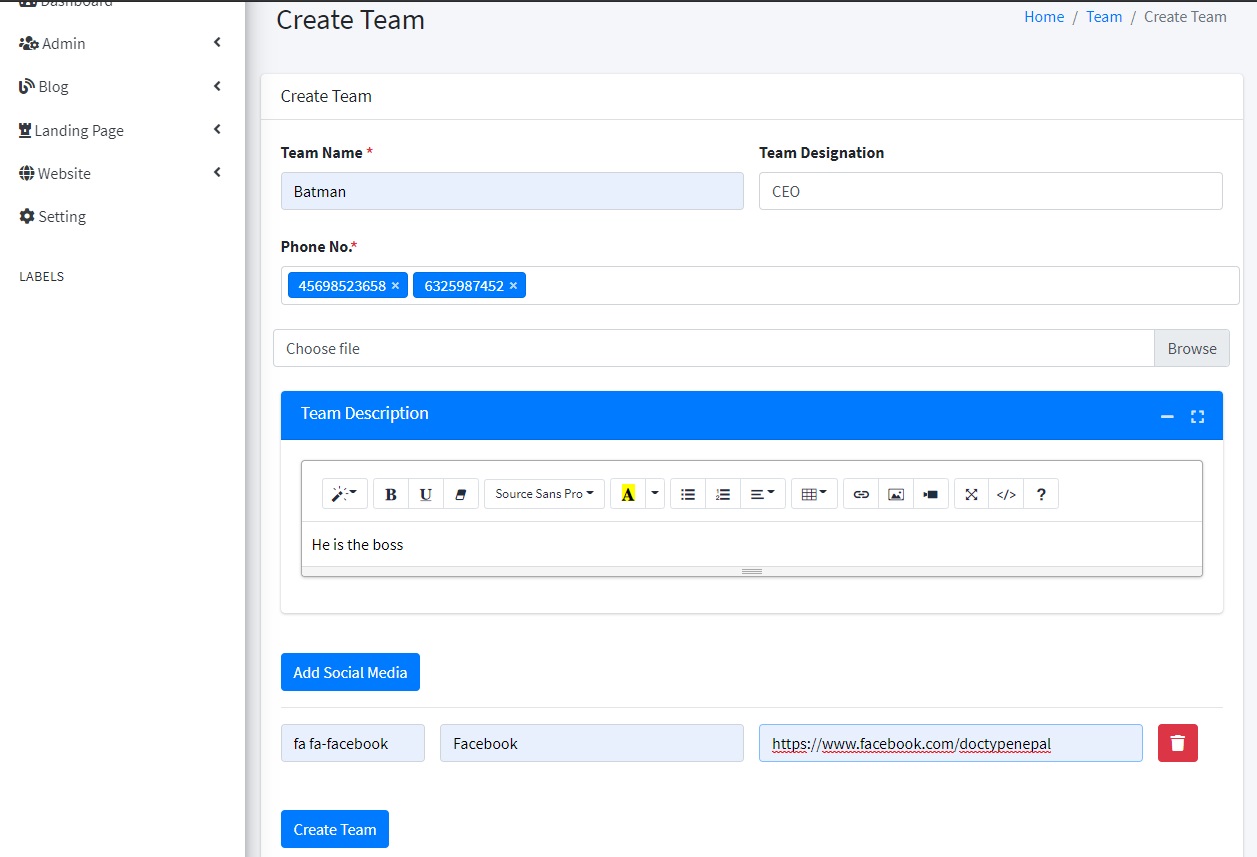 Dashboard
Create Team
Home / Team / Create Team
Admin
Blog
Landing Page
Website
Setting
LABELS
Create Team
Team Name *
Team Designation
Batman
CEO
Phone No.*
45698523658 ×
6325987452 ×
Choose file
Browse
Team Description
B U Source Sans Pro A </> ?
He is the boss
Add Social Media
fa fa-facebook
Facebook
https://www.facebook.com/doctypenepal
Create Team